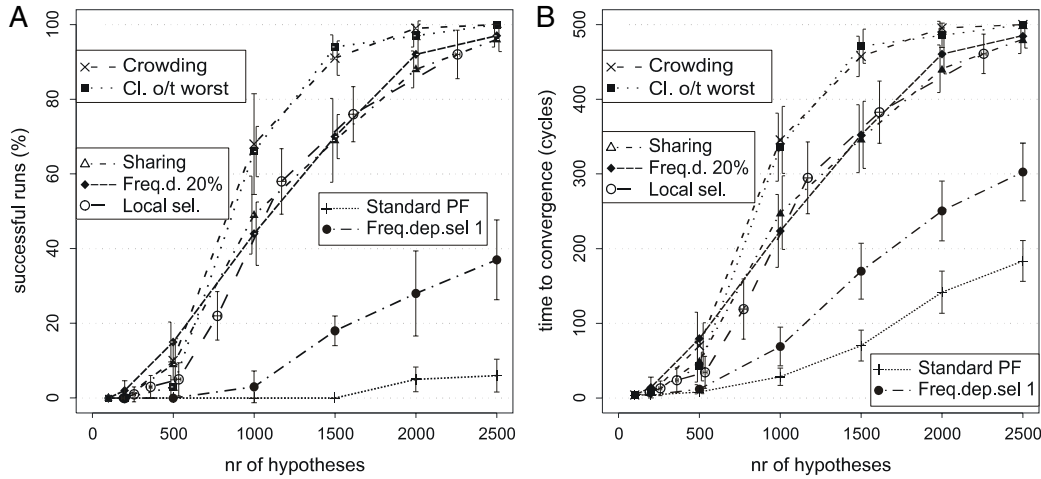 A
successful runs (%)
0
20
40
60
80
100
Crowding
Cl. o/t worst
Sharing
Freq.d. 20%
Local sel.
Standard PF
Freq.dep.sel 1
0
500
1000
1500
2000
2500
nr of hypotheses
B
time to convergence (cycles)
0
100
200
300
400
500
Crowding
Cl. o/t worst
Sharing
Freq.d. 20%
Local sel.
Standard PF
Freq.dep.sel 1
0
500
1000
1500
2000
2500
nr of hypotheses